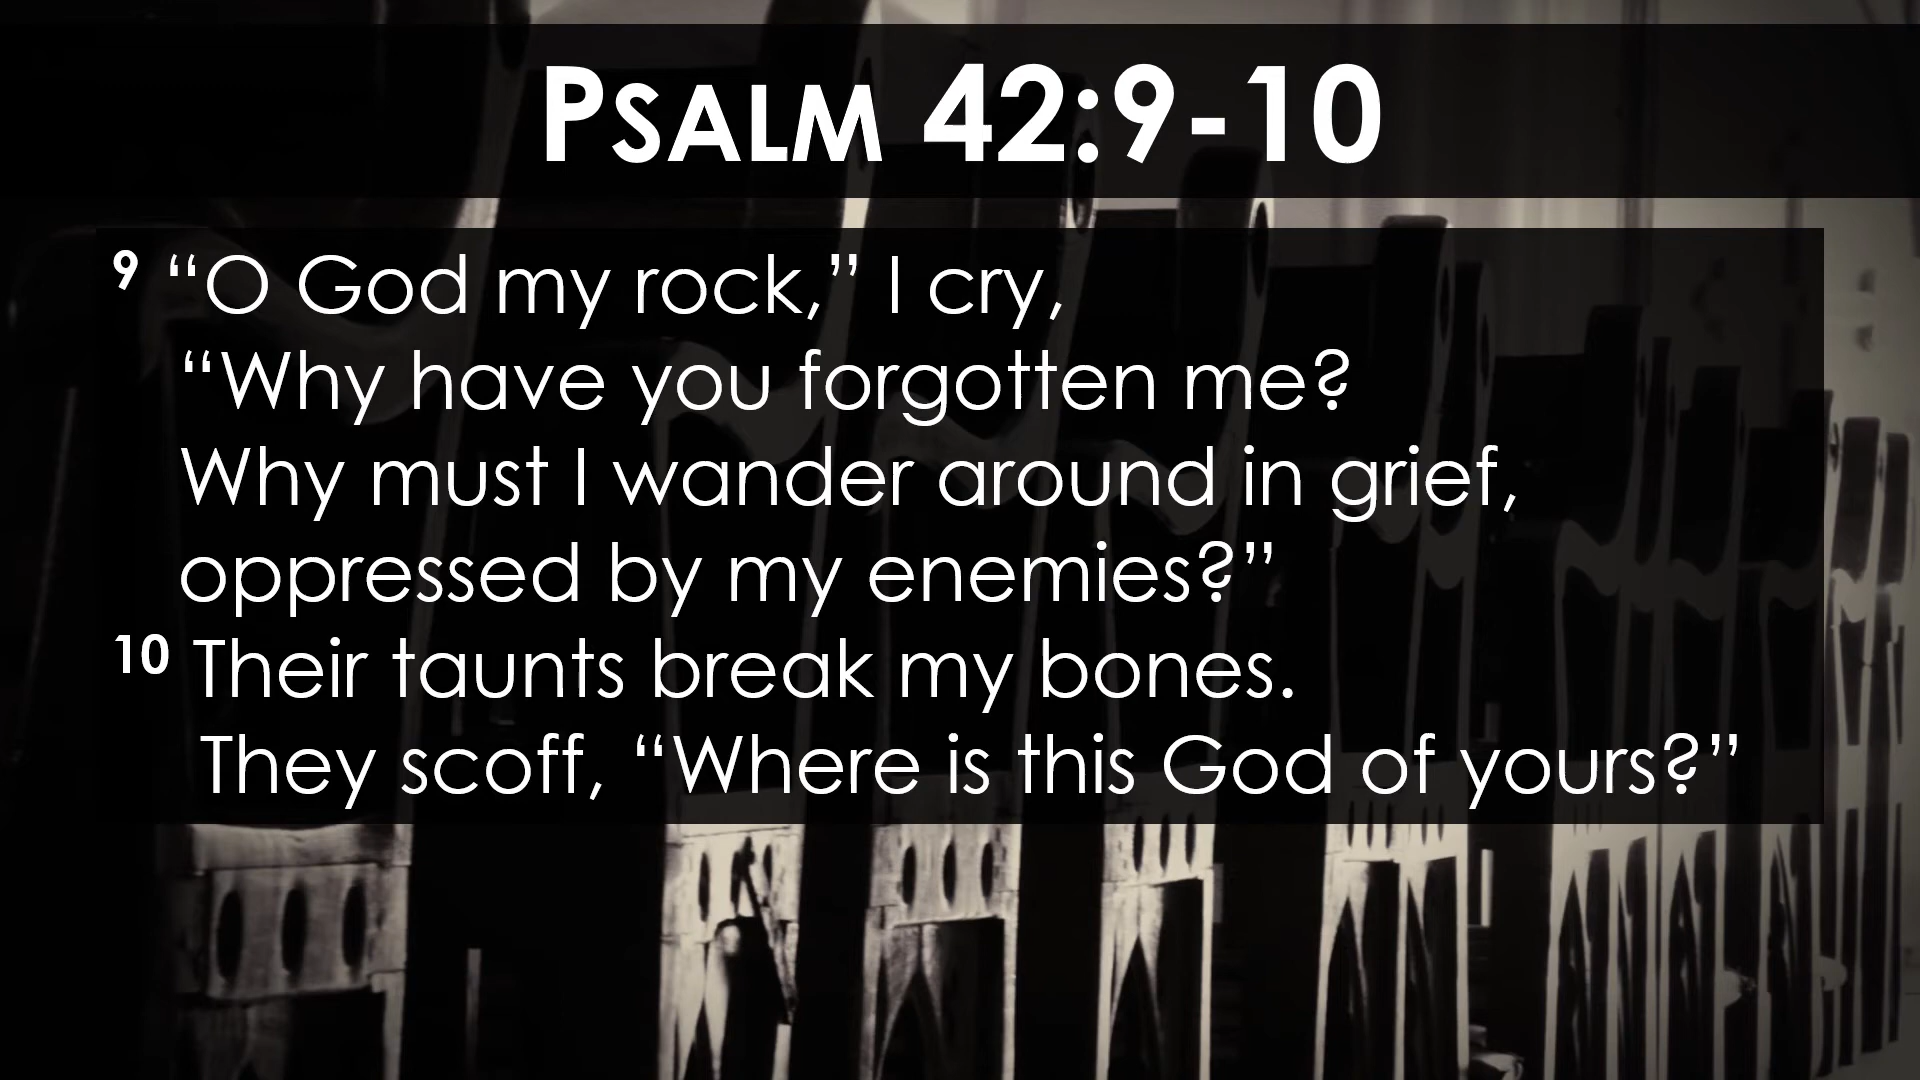 PSALM 42:9-10
9 “O God my rock,” I cry,
“Why have you forgotten me?
Why must I wander around in grief,
oppressed by my enemies?”
10 Their taunts break my bones.
They scoff, “Where is this God of yours?”